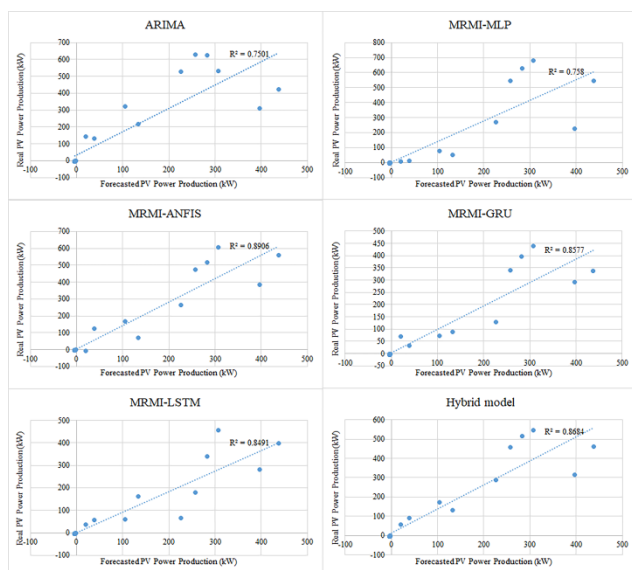 ARIMA
700
600
500
400
300
200
100
0
-100
-100 0 100 200 300 400 500
R² = 0.7501
Real PV Power Production(kW)
Forecasted PV Power Production (kW)
MRMI-MLP
800
700
600
500
400
300
200
100
0
-100
-100 0 100 200 300 400 500
R² = 0.758
Real PV Power Production (kW)
Forecasted PV Power Production (kW)
MRMI-ANFIS
700
600
500
400
300
200
100
0
-100
-100 0 100 200 300 400 500
R² = 0.8906
Real PV Power Production(kW)
Forecasted PV Power Production (kW)
MRMI-GRU
500
450
400
350
300
250
200
150
100
50
0
-50
-100 0 100 200 300 400 500
R² = 0.8577
Real PV Power Production (kW)
Forecasted PV Power Production (kW)
MRMI-LSTM
500
400
300
200
100
0
-100
-100 0 100 200 300 400 500
R² = 0.8491
Real PV Power Production (kW)
Forecasted PV Power Production (kW)
Hybrid model
600
500
400
300
200
100
0
-100
-100 0 100 200 300 400 500
R² = 0.8684
Real PV Power Production (kW)
Forecasted PV Power Production (kW)